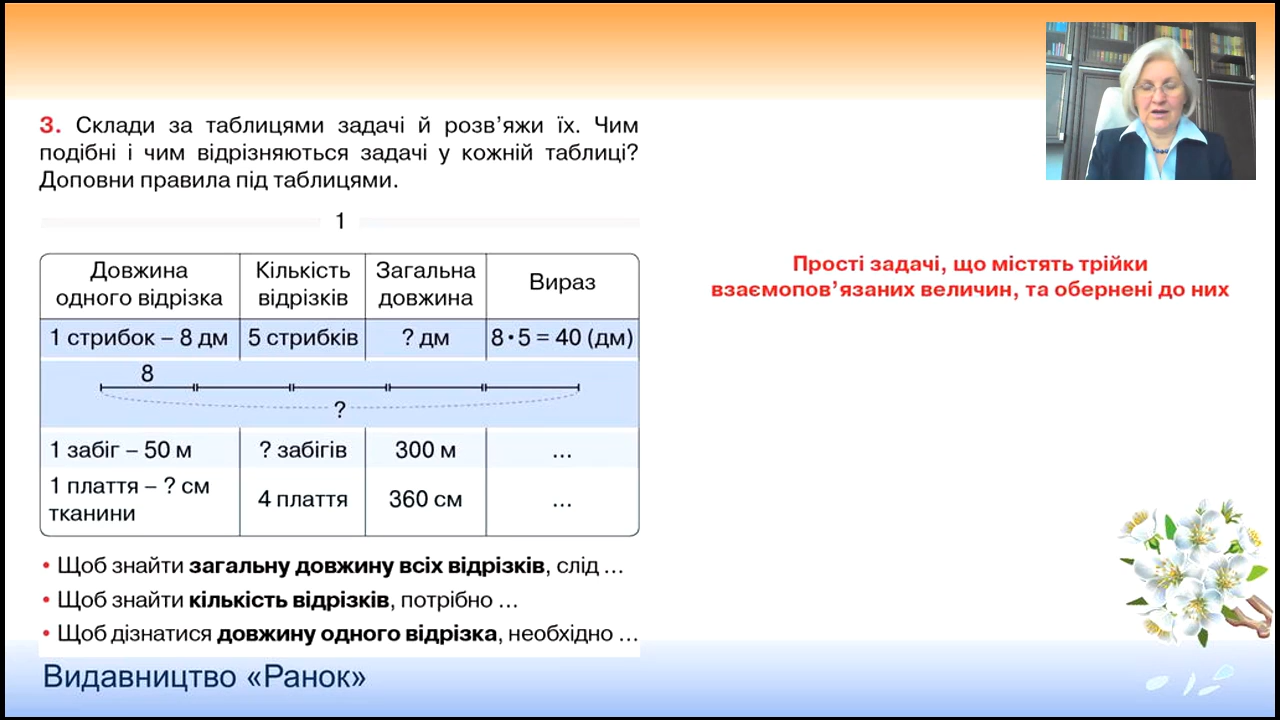 3. Склади за таблицями задачі й розв’яжи їх. Чим
подібні і чим відрізняються задачі у кожній таблиці?
Доповни правила під таблицями.
1
Довжина одного відрізка
Кількість відрізків
Загальна довжина
Вираз
1 стрибок – 8 дм
5 стрибків
? дм
8 • 5 = 40 (дм)
8
?
1 забіг – 50 м
? забігів
300 м
...
1 плаття – ? см тканини
4 плаття
360 см
...
• Щоб знайти загальну довжину всіх відрізків, слід ...
• Щоб знайти кількість відрізків, потрібно ...
• Щоб дізнатися довжину одного відрізка, необхідно ...
Прості задачі, що містять трійки
взаємопов’язаних величин, та обернені до них
Видавництво «Ранок»